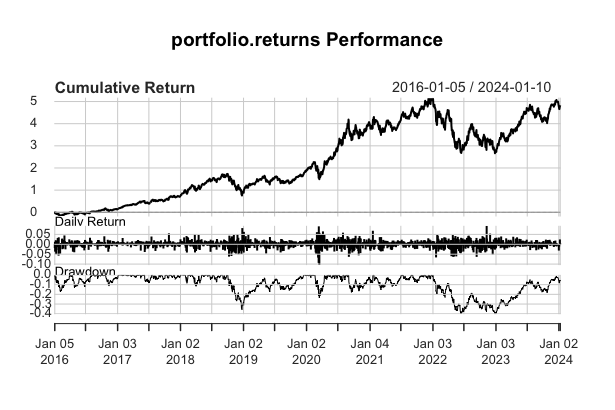 portfolio.returns Performance
Cumulative Return 2016-01-05 / 2024-01-10
5
4
3
2
1
0
Daily Return
0.05
0.00
-0.05
-0.10
Drawdown
0.0
-0.1
-0.2
-0.3
-0.4
Jan 05 Jan 03 Jan 02 Jan 02 Jan 02 Jan 04 Jan 03 Jan 03 Jan 02
2016 2017 2018 2019 2020 2021 2022 2023 2024